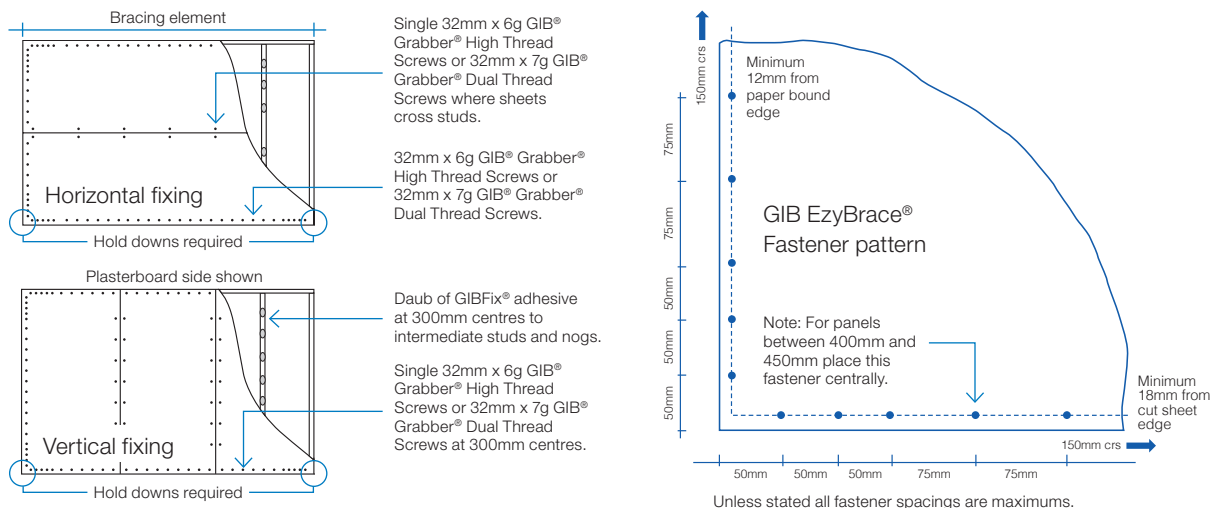 Bracing element
Horizontal fixing
Hold downs required
Single 32mm x 6g GIB®
Grabber® High Thread
Screws or 32mm x 7g GIB®
Grabber® Dual Thread
Screws where sheets
cross studs.
32mm x 6g GIB® Grabber®
High Thread Screws or
32mm x 7g GIB® Grabber®
Dual Thread Screws.
Plasterboard side shown
Vertical fixing
Hold downs required
Daub of GIBFix® adhesive
at 300mm centres to
intermediate studs and nogs.
Single 32mm x 6g GIB®
Grabber® High Thread
Screws or 32mm x 7g GIB®
Grabber® Dual Thread
Screws at 300mm centres.
150mm crs
75mm
75mm
50mm
50mm
50mm
Minimum
12mm from
paper bound
edge
GIB EzyBrace®
Fastener pattern
Note: For panels
between 400mm and
450mm place this
fastener centrally.
Minimum
18mm from
cut sheet
edge
150mm crs
50mm
50mm
50mm
75mm
75mm
Unless stated all fastener spacings are maximums.